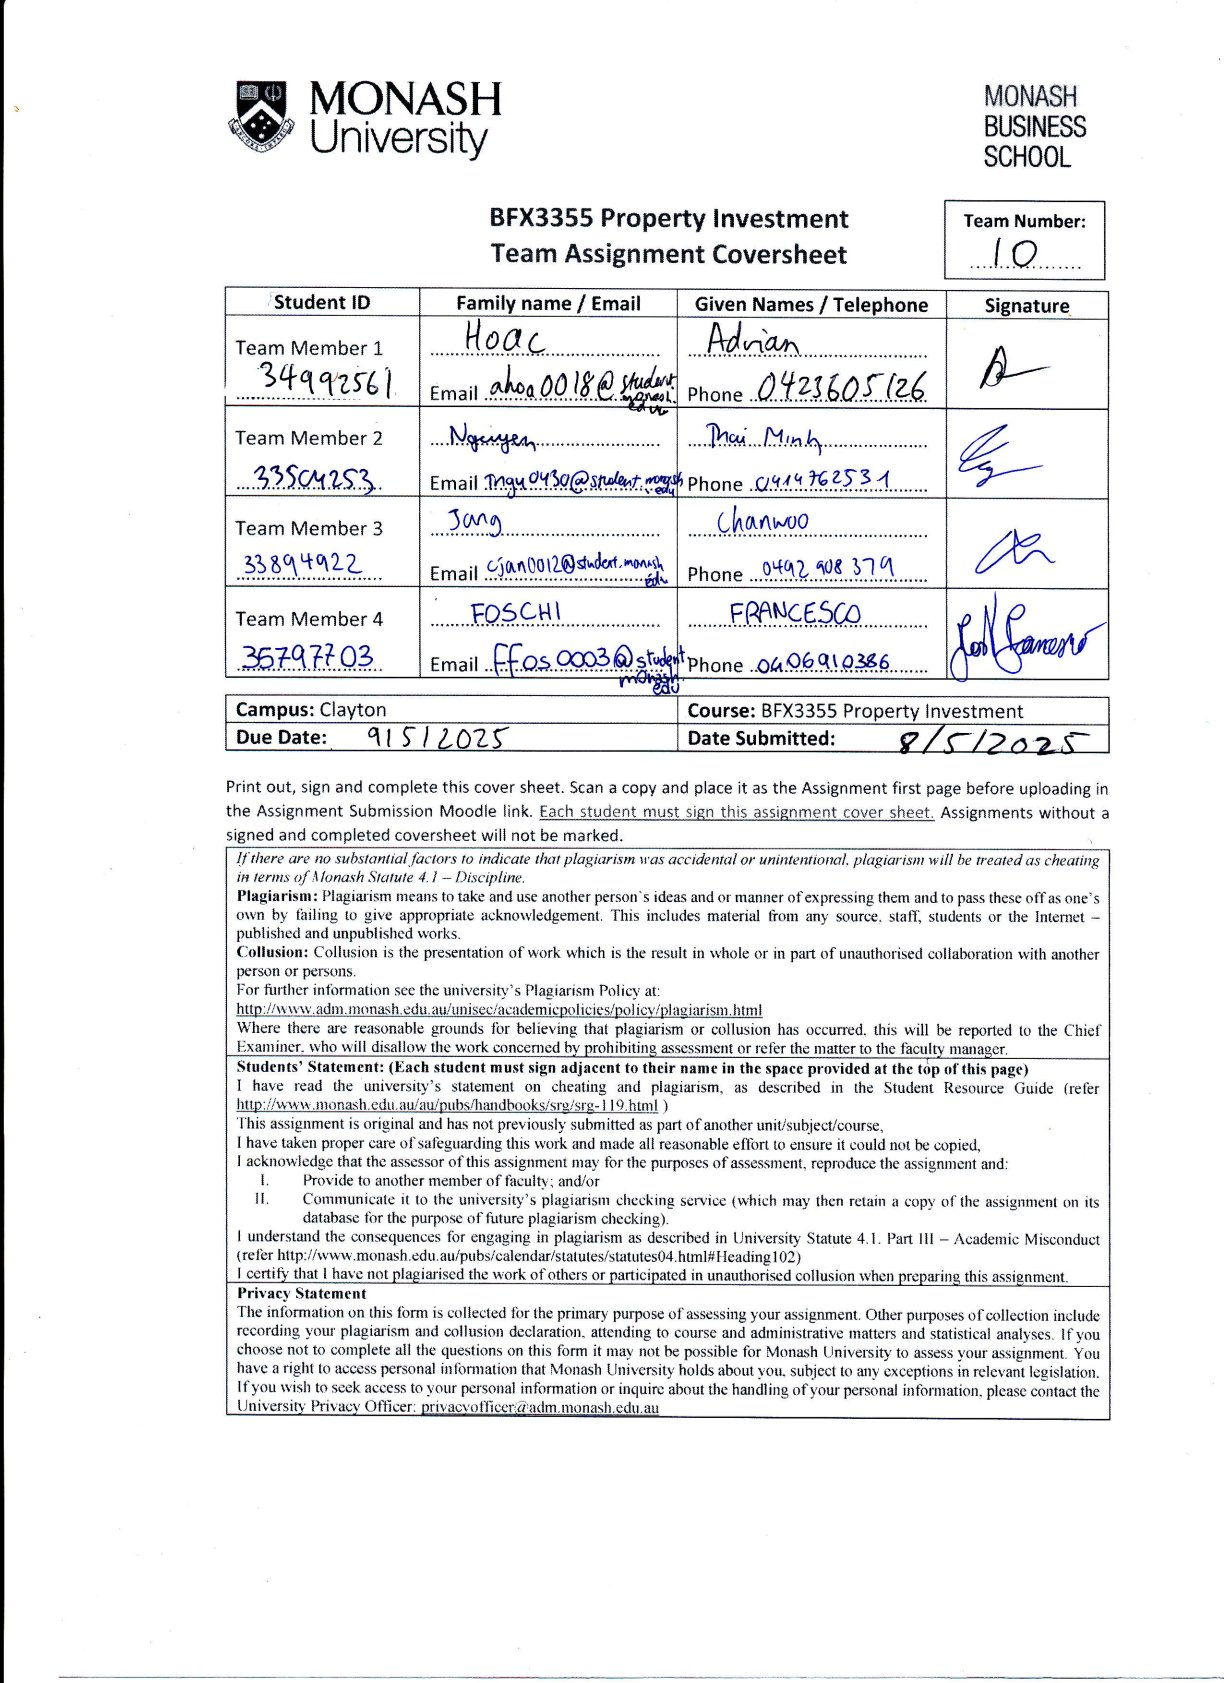 MONASH
University
MONASH
BUSINESS
SCHOOL
BFX3355 Property Investment
Team Assignment Coversheet
Team Number:
10
Student ID
Family name / Email
Given Names / Telephone
Signature
Team Member 1
34992561
Hoac
Email ahoa0018@student.monash.edu
Adrian
Phone 0423605126
Team Member 2
Nguyen
Email Tngu0430@student.monash.edu
Thai Minh
Phone 0414762531
Team Member 3
33894922
Jang
Email cjan0012@student.monash.edu
Chanwoo
Phone 0492 908 379
Team Member 4
35797703
FOSCHI
Email ffos0003@student.monash.edu
FRANCESCO
Phone 0406910386
Campus: Clayton
Course: BFX3355 Property Investment
Due Date: 9/5/2025
Date Submitted: 8/5/2025
Print out, sign and complete this cover sheet. Scan a copy and place it as the Assignment first page before uploading in
the Assignment Submission Moodle link. Each student must sign this assignment cover sheet. Assignments without a
signed and completed coversheet will not be marked.
If there are no substantial factors to indicate that plagiarism was accidental or unintentional, plagiarism will be treated as cheating
in terms of Monash Statute 4.1 – Discipline.
Plagiarism: Plagiarism means to take and use another person's ideas and or manner of expressing them and to pass these off as one's
own by failing to give appropriate acknowledgement. This includes material from any source, staff, students or the Internet –
published and unpublished works.
Collusion: Collusion is the presentation of work which is the result in whole or in part of unauthorised collaboration with another
person or persons.
For further information see the university's Plagiarism Policy at:
http://www.adm.monash.edu.au/unisec/academicpolicies/policy/plagiarism.html
Where there are reasonable grounds for believing that plagiarism or collusion has occurred, this will be reported to the Chief
Examiner, who will disallow the work concerned by prohibiting assessment or refer the matter to the faculty manager.
Students' Statement: (Each student must sign adjacent to their name in the space provided at the top of this page)
I have read the university's statement on cheating and plagiarism, as described in the Student Resource Guide (refer
http://www.monash.edu.au/au/pubs/handbooks/srg/srg-119.html )
This assignment is original and has not previously submitted as part of another unit/subject/course,
I have taken proper care of safeguarding this work and made all reasonable effort to ensure it could not be copied,
I acknowledge that the assessor of this assignment may for the purposes of assessment, reproduce the assignment and:
I. Provide to another member of faculty; and/or
II. Communicate it to the university's plagiarism checking service (which may then retain a copy of the assignment on its
database for the purpose of future plagiarism checking).
I understand the consequences for engaging in plagiarism as described in University Statute 4.1. Part III – Academic Misconduct
(refer http://www.monash.edu.au/pubs/calendar/statutes/statutes04.html#Heading102)
I certify that I have not plagiarised the work of others or participated in unauthorised collusion when preparing this assignment.
Privacy Statement
The information on this form is collected for the primary purpose of assessing your assignment. Other purposes of collection include
recording your plagiarism and collusion declaration, attending to course and administrative matters and statistical analyses. If you
choose not to complete all the questions on this form it may not be possible for Monash University to assess your assignment. You
have a right to access personal information that Monash University holds about you, subject to any exceptions in relevant legislation.
If you wish to seek access to your personal information or inquire about the handling of your personal information, please contact the
University Privacy Officer: privacyofficer@adm.monash.edu.au